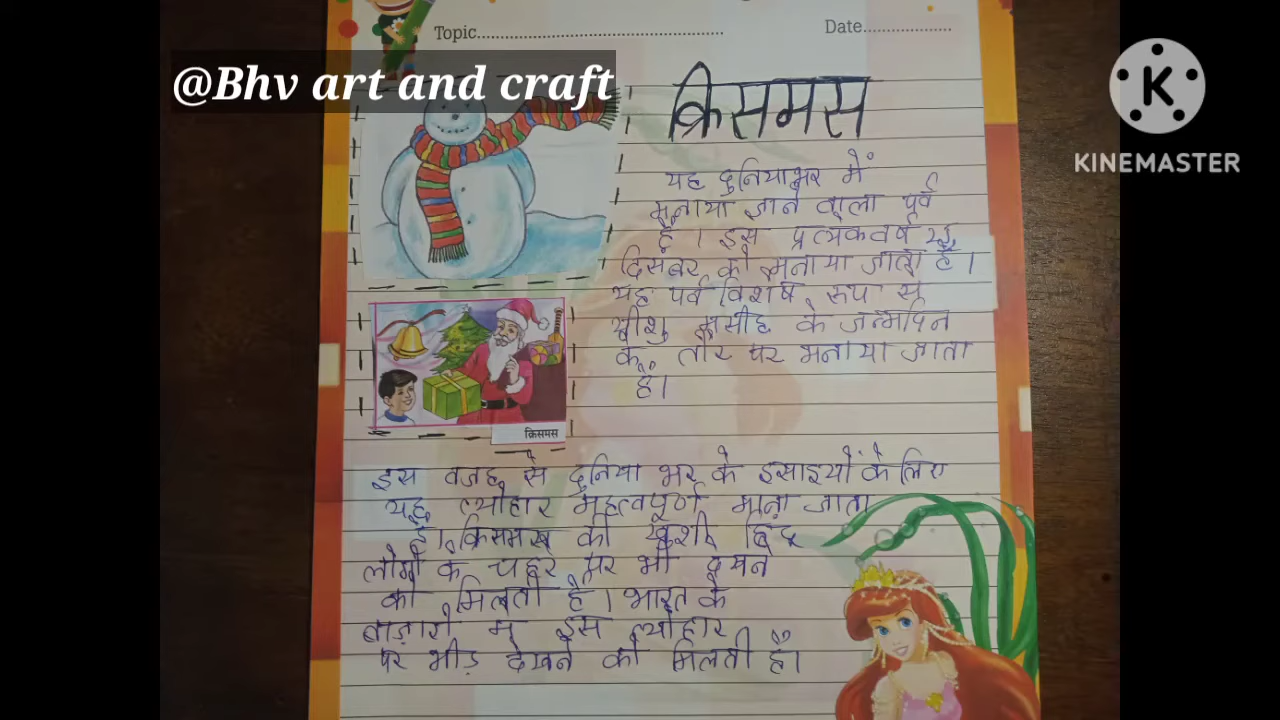 Topic............ Date............
@Bhv art and craft
KINEMASTER
क्रिसमस
यह दुनियाभर में
मनाया जाने वाला पर्व
है । इसे प्रत्येकवर्ष
दिसंबर को मनाया जाता है ।
यह पर्व विशेष रूप से
यीशु मसीह के जन्मदिन
के तौर पर मनाया जाता
है।
क्रिसमस
इस वजह से दुनिया भर के इसाइयों के लिए
यह त्योहार महत्वपूर्ण माना जाता
है। क्रिसमस की खुशी हिंदू
लोगों के चेहरे पर भी देखने
को मिलती है । भारत के
बाज़ारों में इस त्योहार
पर भीड़ देखने को मिलती है।